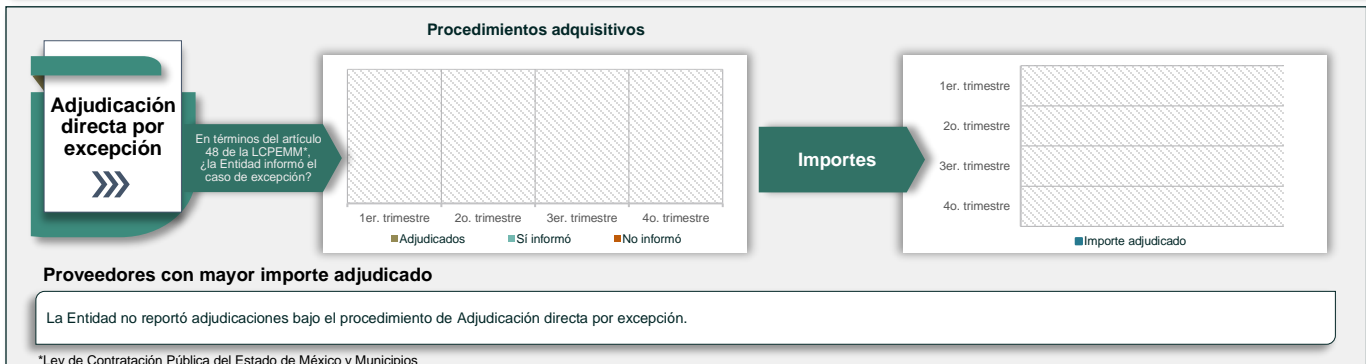 Procedimientos adquisitivos
Adjudicación
directa por
excepción
En términos del artículo
48 de la LCPEMM*,
¿la Entidad informó el
caso de excepción?
1er. trimestre 2o. trimestre 3er. trimestre 4o. trimestre
Adjudicados Sí informó No informó
Importes
1er. trimestre
2o. trimestre
3er. trimestre
4o. trimestre
Importe adjudicado
Proveedores con mayor importe adjudicado
La Entidad no reportó adjudicaciones bajo el procedimiento de Adjudicación directa por excepción.
*Ley de Contratación Pública del Estado de México y Municipios